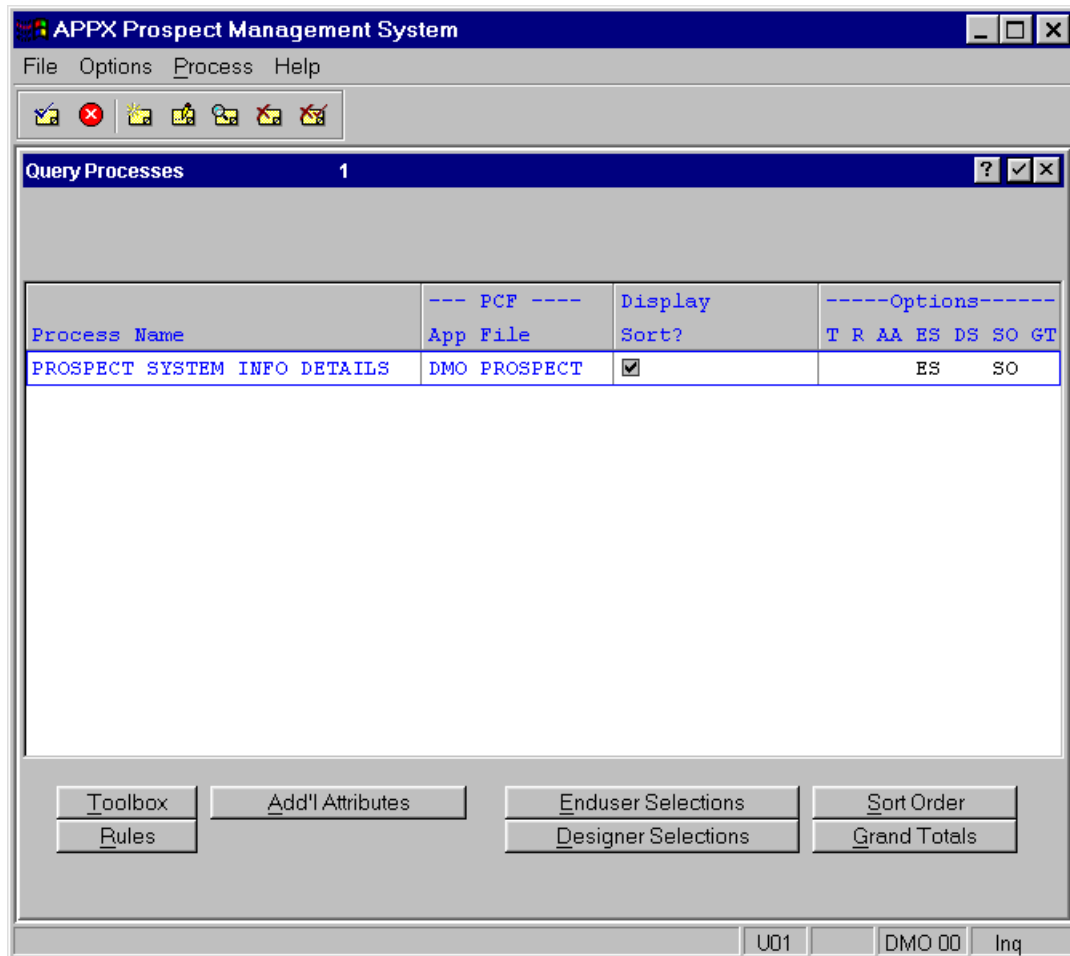 APPX Prospect Management System
File Options Process Help
Query Processes 1
--- PCF ---- Display -----Options------
Process Name App File Sort? T R AA ES DS SO GT
PROSPECT SYSTEM INFO DETAILS DMO PROSPECT ES SO
Toolbox Add'l Attributes Enduser Selections Sort Order
Rules Designer Selections Grand Totals
U01 DMO 00 Inq